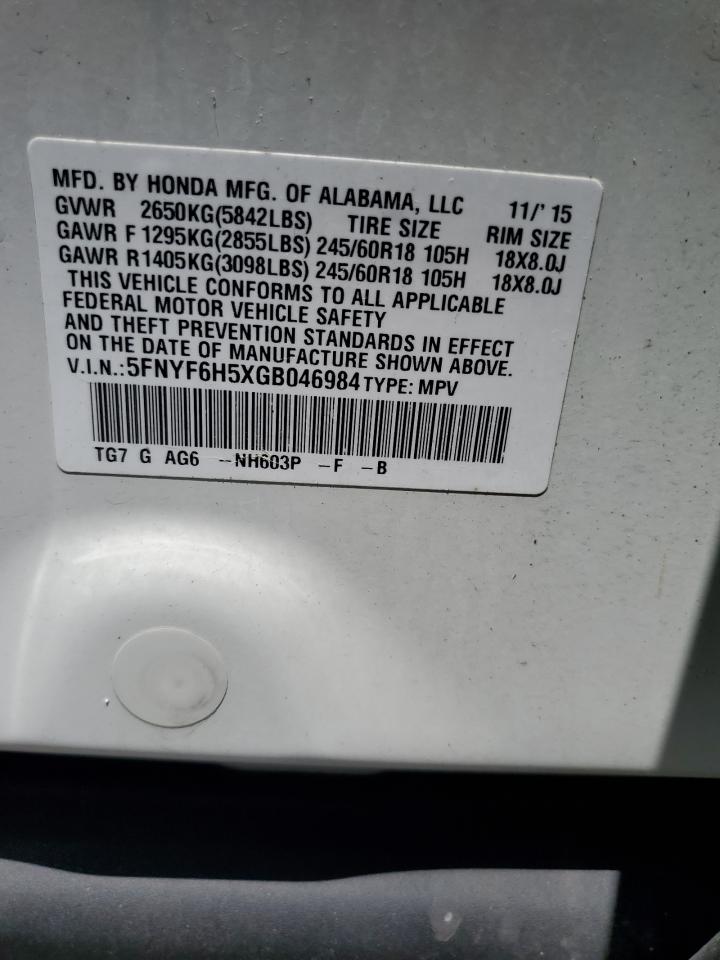 MFD. BY HONDA MFG. OF ALABAMA, LLC 11/' 15
GVWR 2650KG(5842LBS) TIRE SIZE RIM SIZE
GAWR F 1295KG(2855LBS) 245/60R18 105H 18X8.0J
GAWR R1405KG(3098LBS) 245/60R18 105H 18X8.0J
THIS VEHICLE CONFORMS TO ALL APPLICABLE
FEDERAL MOTOR VEHICLE SAFETY
AND THEFT PREVENTION STANDARDS IN EFFECT
ON THE DATE OF MANUFACTURE SHOWN ABOVE.
V.I.N.:5FNYF6H5XGB046984 TYPE: MPV
TG7 G AG6 --NH603P -F -B